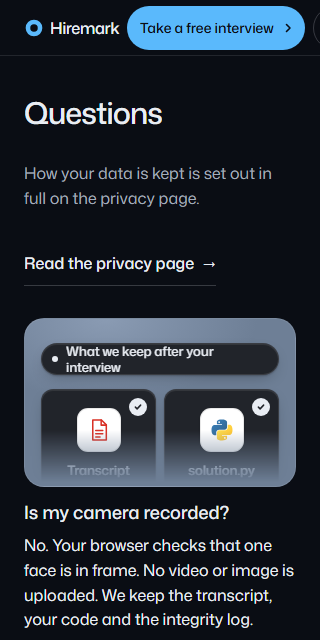 Hiremark
Take a free interview
Questions
How your data is kept is set out in
full on the privacy page.
Read the privacy page →
What we keep after your
interview
Transcript
solution.py
Is my camera recorded?
No. Your browser checks that one
face is in frame. No video or image is
uploaded. We keep the transcript,
your code and the integrity log.